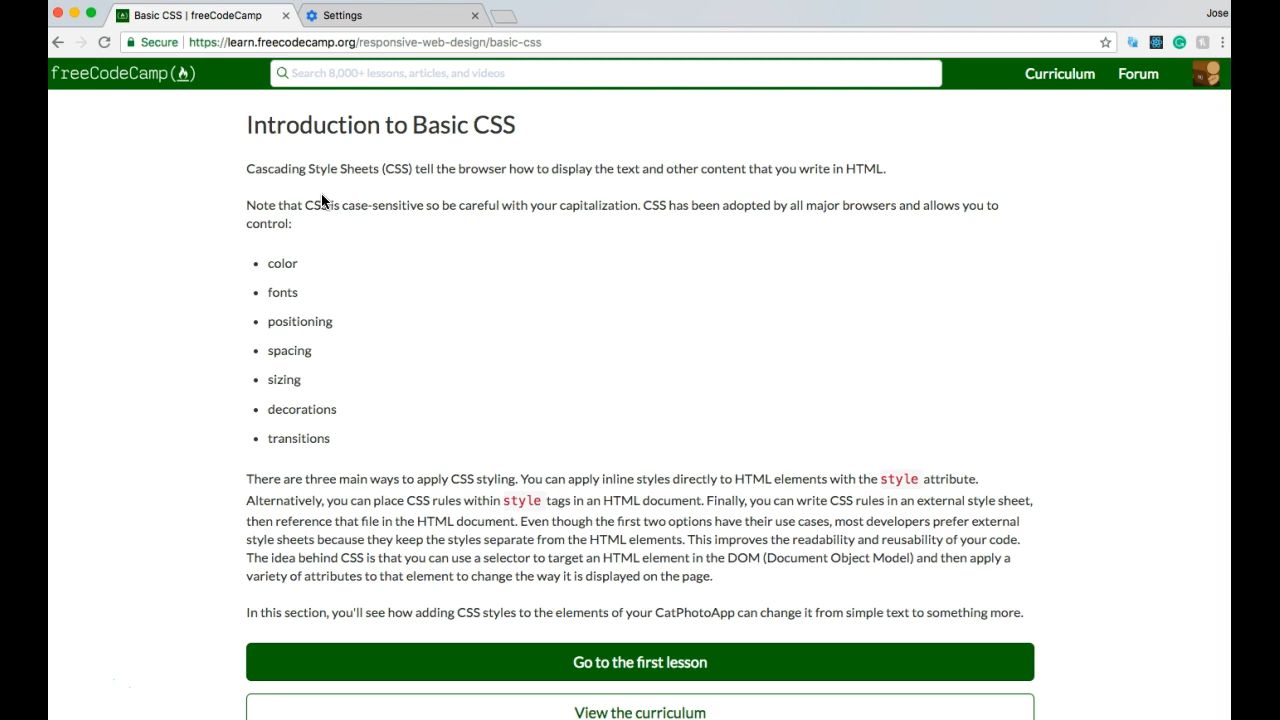 Basic CSS | freeCodeCamp
Settings
Jose
Secure
https://learn.freecodecamp.org/responsive-web-design/basic-css
freeCodeCamp
Search 8,000+ lessons, articles, and videos
Curriculum
Forum
Introduction to Basic CSS
Cascading Style Sheets (CSS) tell the browser how to display the text and other content that you write in HTML.
Note that CSS is case-sensitive so be careful with your capitalization. CSS has been adopted by all major browsers and allows you to
control:
• color
• fonts
• positioning
• spacing
• sizing
• decorations
• transitions
There are three main ways to apply CSS styling. You can apply inline styles directly to HTML elements with the style attribute.
Alternatively, you can place CSS rules within style tags in an HTML document. Finally, you can write CSS rules in an external style sheet,
then reference that file in the HTML document. Even though the first two options have their use cases, most developers prefer external
style sheets because they keep the styles separate from the HTML elements. This improves the readability and reusability of your code.
The idea behind CSS is that you can use a selector to target an HTML element in the DOM (Document Object Model) and then apply a
variety of attributes to that element to change the way it is displayed on the page.
In this section, you'll see how adding CSS styles to the elements of your CatPhotoApp can change it from simple text to something more.
Go to the first lesson
View the curriculum